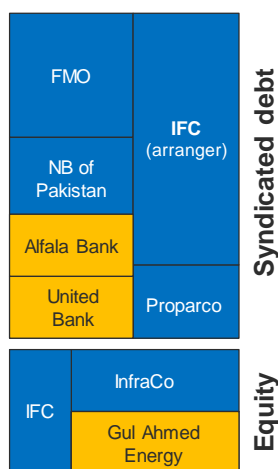 FMO
IFC
(arranger)
NB of
Pakistan
Alfala Bank
United
Bank
Proparco
Syndicated debt
IFC
InfraCo
Gul Ahmed
Energy
Equity